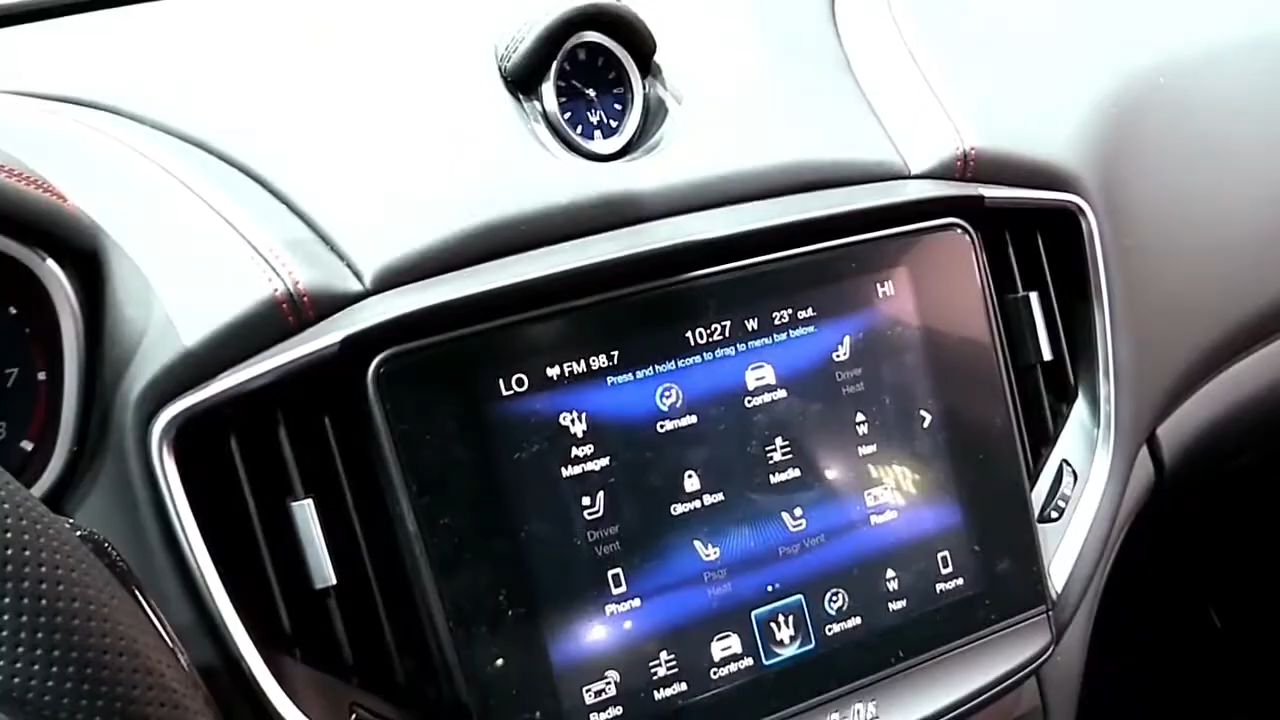 7
3
LO
FM 98.7
10:27 W 23° out.
HI
Press and hold icons to drag to menu bar below.
App Manager
Climate
Controls
Driver Heat
Driver Vent
Glove Box
Media
W
Nav
Phone
Psgr Heat
Psgr Vent
Radio
Radio
Media
Controls
Climate
W
Nav
Phone